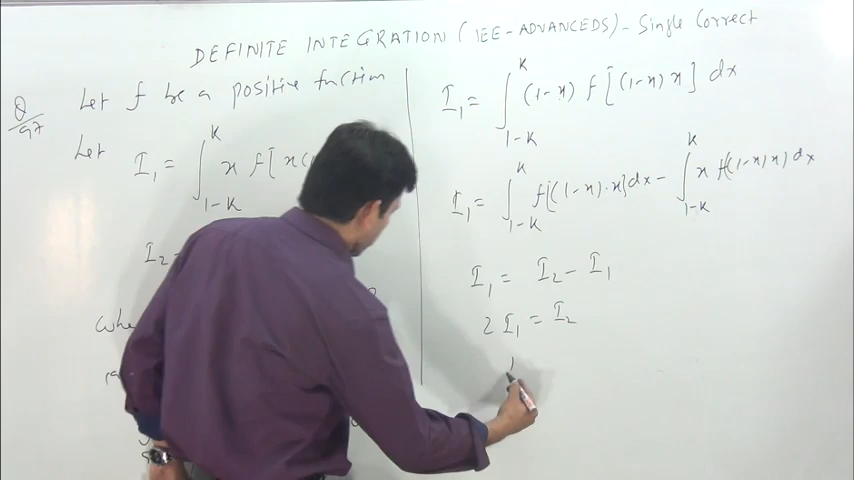 DEFINITE INTEGRATION (IEE-ADVANCEDS) - Single Correct
Q/97 Let f be a positive function
Let I₁ = ∫_{1-K}^{K} x f[x(1
I₂
whe
I₁ = ∫_{1-K}^{K} (1-x) f[(1-x) x] dx
I₁ = ∫_{1-K}^{K} f[(1-x).x] dx - ∫_{1-K}^{K} x f((1-x) x) dx
I₁ = I₂ - I₁
2 I₁ = I₂